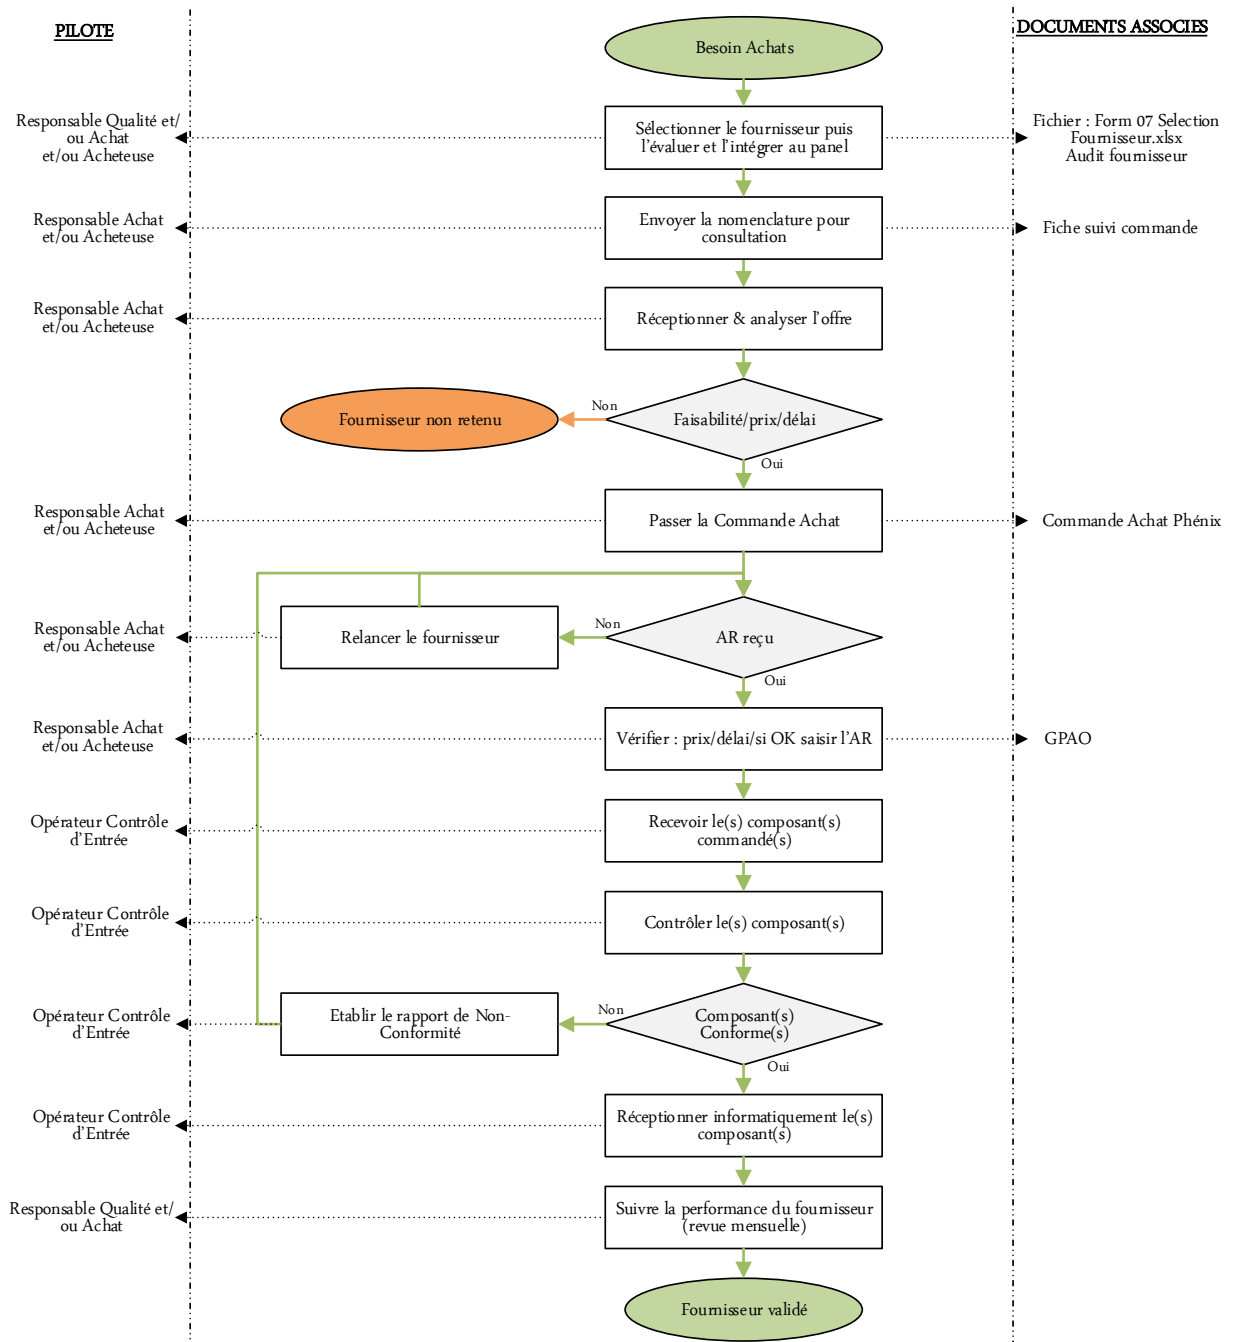 PILOTE
DOCUMENTS ASSOCIES
Besoin Achats
Responsable Qualité et/
ou Achat
et/ou Acheteuse
Sélectionner le fournisseur puis
l'évaluer et l'intégrer au panel
Fichier : Form 07 Selection
Fournisseur.xlsx
Audit fournisseur
Responsable Achat
et/ou Acheteuse
Envoyer la nomenclature pour
consultation
Fiche suivi commande
Responsable Achat
et/ou Acheteuse
Réceptionner & analyser l'offre
Fournisseur non retenu
Non
Faisabilité/prix/délai
Oui
Responsable Achat
et/ou Acheteuse
Passer la Commande Achat
Commande Achat Phénix
Responsable Achat
et/ou Acheteuse
Relancer le fournisseur
Non
AR reçu
Oui
Responsable Achat
et/ou Acheteuse
Vérifier : prix/délai/si OK saisir l'AR
GPAO
Opérateur Contrôle
d'Entrée
Recevoir le(s) composant(s)
commandé(s)
Opérateur Contrôle
d'Entrée
Contrôler le(s) composant(s)
Opérateur Contrôle
d'Entrée
Etablir le rapport de Non-
Conformité
Non
Composant(s)
Conforme(s)
Oui
Opérateur Contrôle
d'Entrée
Réceptionner informatiquement le(s)
composant(s)
Responsable Qualité et/
ou Achat
Suivre la performance du fournisseur
(revue mensuelle)
Fournisseur validé